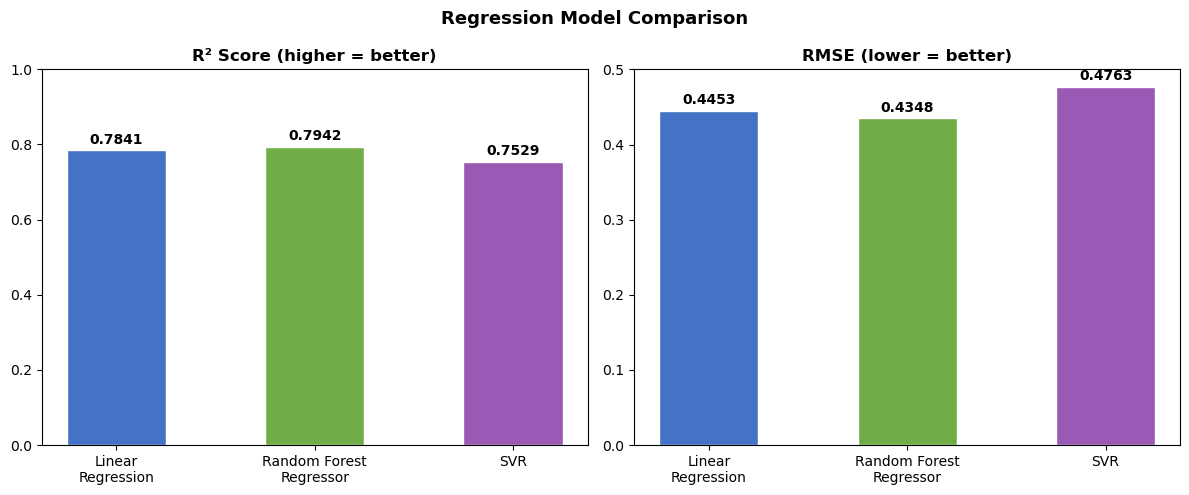 Regression Model Comparison
R² Score (higher = better)
1.0
0.8
0.6
0.4
0.2
0.0
0.7841
0.7942
0.7529
Linear
Regression
Random Forest
Regressor
SVR
RMSE (lower = better)
0.5
0.4
0.3
0.2
0.1
0.0
0.4453
0.4348
0.4763
Linear
Regression
Random Forest
Regressor
SVR